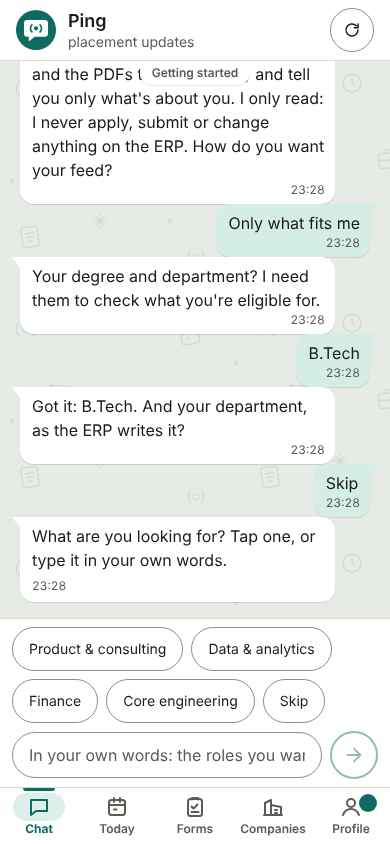 Ping
placement updates
and the PDFs
Getting started
and tell
you only what's about you. I only read:
I never apply, submit or change
anything on the ERP. How do you want
your feed?
23:28
Only what fits me
23:28
Your degree and department? I need
them to check what you're eligible for.
23:28
B.Tech
23:28
Got it: B.Tech. And your department,
as the ERP writes it?
23:28
Skip
23:28
What are you looking for? Tap one, or
type it in your own words.
23:28
Product & consulting
Data & analytics
Finance
Core engineering
Skip
In your own words: the roles you
Chat
Today
Forms
Companies
Profile